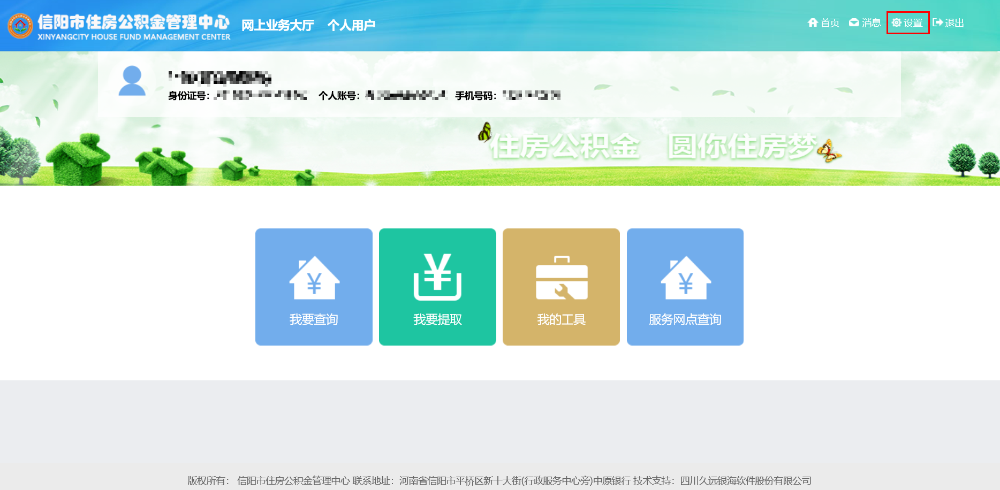 信阳市住房公积金管理中心
XINYANGCITY HOUSE FUND MANAGEMENT CENTER
网上业务大厅 个人用户
首页 消息 设置 退出
身份证号： 个人账号： 手机号码：
住房公积金 圆你住房梦
我要查询 我要提取 我的工具 服务网点查询
版权所有： 信阳市住房公积金管理中心 联系地址：河南省信阳市平桥区新十大街(行政服务中心旁)中原银行 技术支持：四川久远银海软件股份有限公司